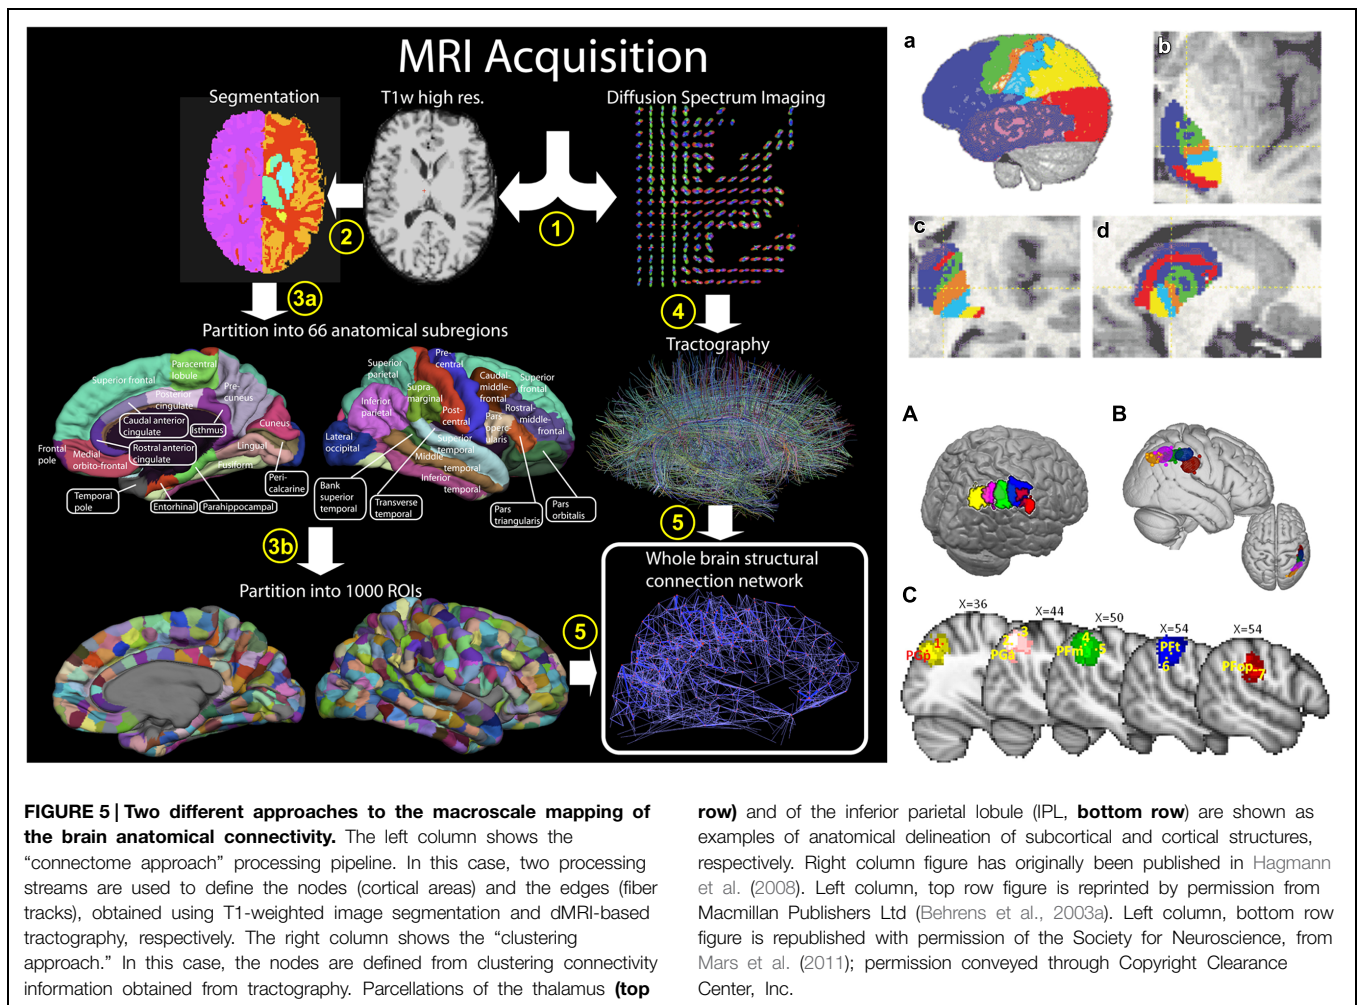 MRI Acquisition
Segmentation
T1w high res.
Diffusion Spectrum Imaging
1
2
3a
4
Partition into 66 anatomical subregions
Tractography
Superior frontal
Paracentral
lobule
Posterior
cingulate
Pre-
cuneus
Caudal anterior
cingulate
Isthmus
Cuneus
Frontal
pole
Medial
orbito-frontal
Rostral anterior
cingulate
Lingual
Fusiform
Peri-
calcarine
Temporal
pole
Entorhinal
Parahippocampal
Superior
parietal
Pre-
central
Caudal-
middle-
frontal
Superior
frontal
Inferior
parietal
Supra-
marginal
Post-
central
Rostral-
middle-
frontal
Pars
opercu-
laris
Lateral
occipital
Superior
temporal
Middle
temporal
Inferior
temporal
Bank
superior
temporal
Transverse
temporal
Pars
triangularis
Pars
orbitalis
3b
5
Partition into 1000 ROIs
5
Whole brain structural
connection network
a
b
c
d
A
B
C
X=36
X=44
X=50
X=54
X=54
PGp
1
PGa
2
3
PFm
4
5
PFt
6
PFop
7
FIGURE 5 | Two different approaches to the macroscale mapping of
the brain anatomical connectivity. The left column shows the
“connectome approach” processing pipeline. In this case, two processing
streams are used to define the nodes (cortical areas) and the edges (fiber
tracks), obtained using T1-weighted image segmentation and dMRI-based
tractography, respectively. The right column shows the “clustering
approach.” In this case, the nodes are defined from clustering connectivity
information obtained from tractography. Parcellations of the thalamus (top
row) and of the inferior parietal lobule (IPL, bottom row) are shown as
examples of anatomical delineation of subcortical and cortical structures,
respectively. Right column figure has originally been published in Hagmann
et al. (2008). Left column, top row figure is reprinted by permission from
Macmillan Publishers Ltd (Behrens et al., 2003a). Left column, bottom row
figure is republished with permission of the Society for Neuroscience, from
Mars et al. (2011); permission conveyed through Copyright Clearance
Center, Inc.